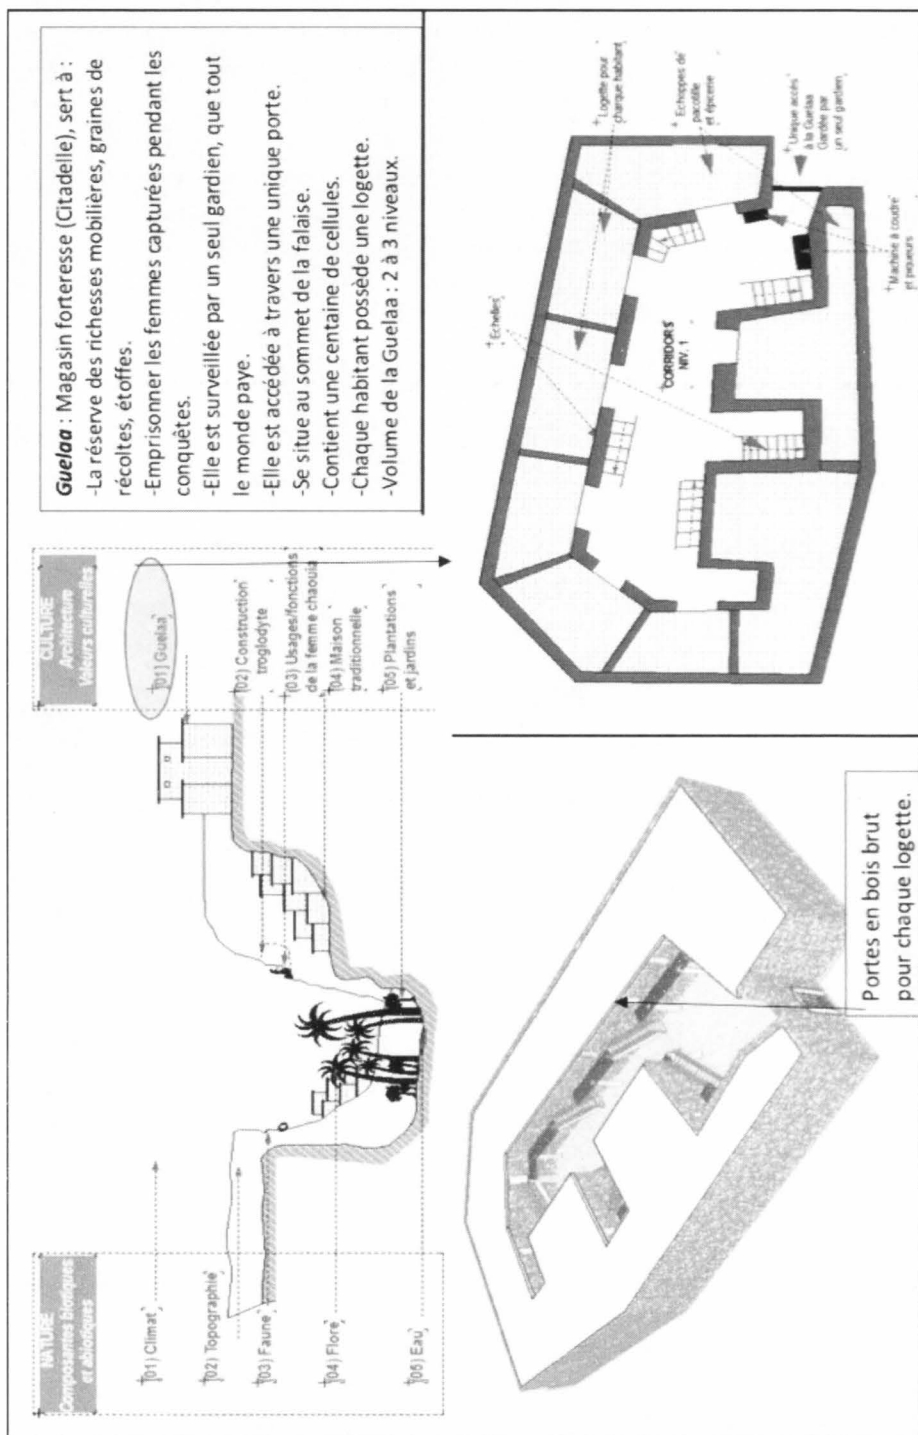 NATURE
Composantes biotiques
et abiotiques
(01) Climat
(02) Topographie
(03) Faune
(04) Flore
(05) Eau
CULTURE
Architecture
Valeurs culturelles
(01) Guelaa
(02) Construction
troglodyte
(03) Usages/fonctions
de la femme chaouia
(04) Maison
traditionnelle
(05) Plantations
et jardins
Guelaa : Magasin forteresse (Citadelle), sert à :
-La réserve des richesses mobilières, graines de
récoltes, étoffes.
-Emprisonner les femmes capturées pendant les
conquêtes.
-Elle est surveillée par un seul gardien, que tout
le monde paye.
-Elle est accédée à travers une unique porte.
-Se situe au sommet de la falaise.
-Contient une centaine de cellules.
-Chaque habitant possède une logette.
-Volume de la Guelaa : 2 à 3 niveaux.
Portes en bois brut
pour chaque logette.
Echelles
Logette pour
charque habitant
Echoppes de
pacotille
et épicerie
Unique accès
à la Guelaa
Gardée par
un seul gardien
Machine à coudre
et piqueurs
CORRIDORS
NIV. 1